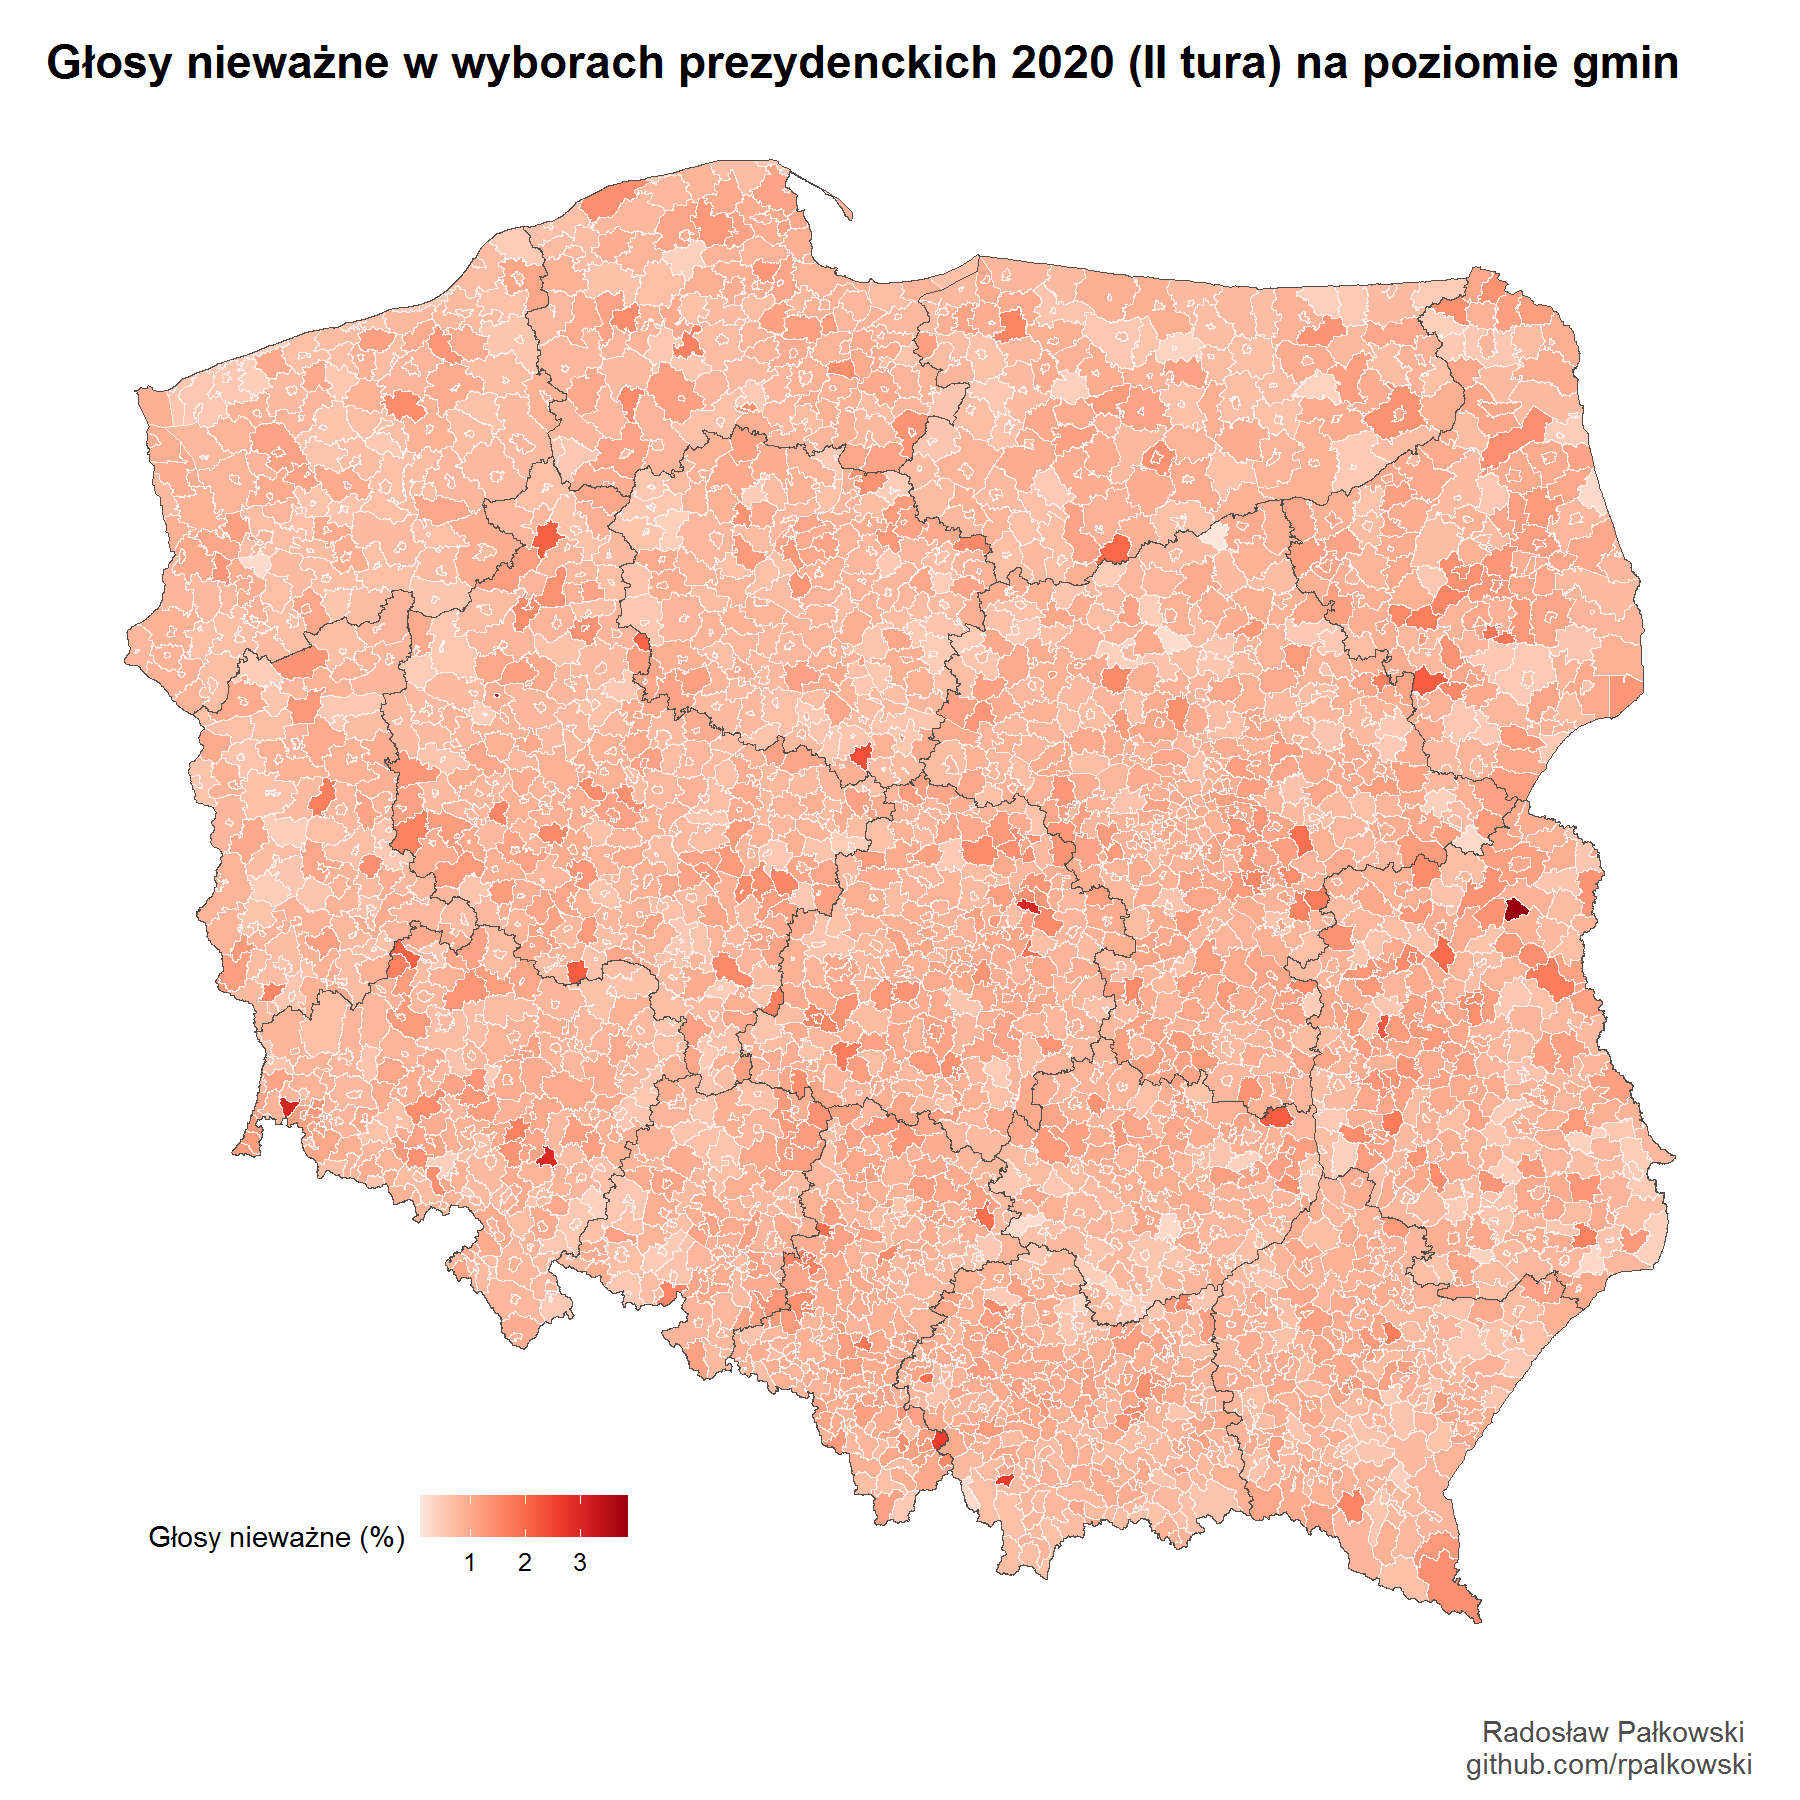 Głosy nieważne w wyborach prezydenckich 2020 (II tura) na poziomie gmin
Głosy nieważne (%)
1 2 3
Radosław Pałkowski
github.com/rpalkowski